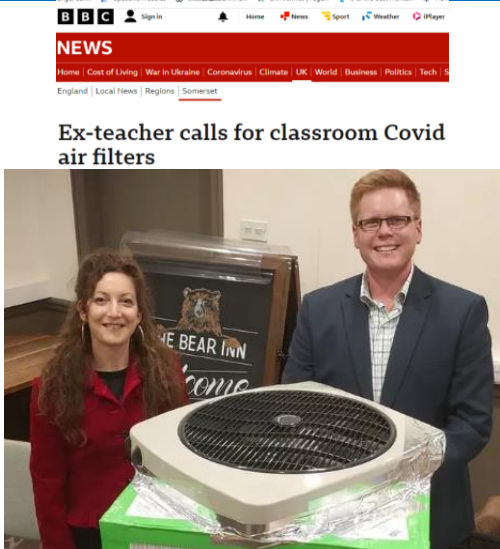 BBC Sign in Home News Sport Weather iPlayer
NEWS
Home | Cost of Living | War in Ukraine | Coronavirus | Climate | UK | World | Business | Politics | Tech | S
England | Local News | Regions | Somerset
Ex-teacher calls for classroom Covid
air filters
HE BEAR INN
come